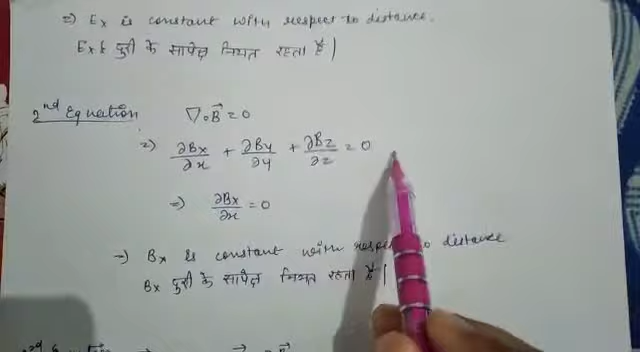 ⇒ Ex is constant with respect to distance.
Ex ६ दुरी के सापेक्ष नियत रहता है |
2nd Equation ∇.B⃗ = 0
⇒ ∂Bx/∂x + ∂By/∂y + ∂Bz/∂z = 0
⇒ ∂Bx/∂x = 0
→ Bx is constant with respect to distance
Bx दुरी के सापेक्ष नियत रहता है |